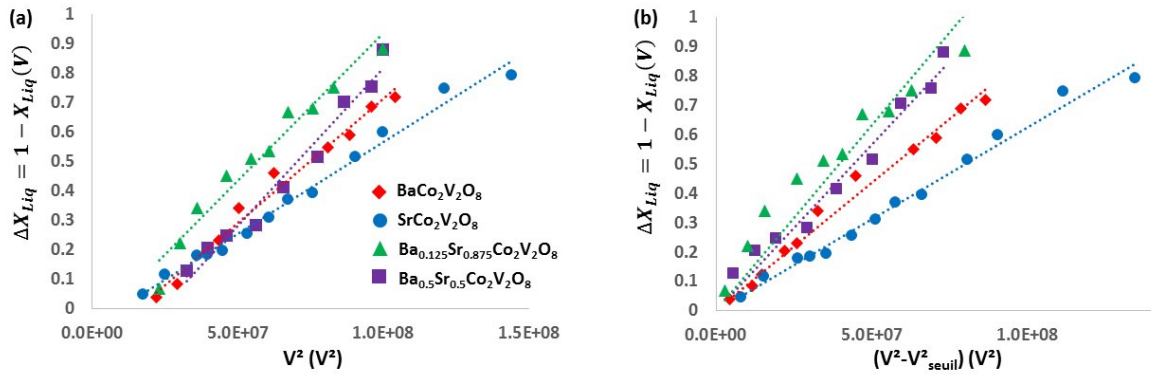 (a)
ΔX_Liq = 1 − X_Liq(V)
1
0.9
0.8
0.7
0.6
0.5
0.4
0.3
0.2
0.1
0
0.0E+00 5.0E+07 1.0E+08 1.5E+08
V² (V²)
BaCo₂V₂O₈
SrCo₂V₂O₈
Ba₀.₁₂₅Sr₀.₈₇₅Co₂V₂O₈
Ba₀.₅Sr₀.₅Co₂V₂O₈
(b)
ΔX_Liq = 1 − X_Liq(V)
1
0.9
0.8
0.7
0.6
0.5
0.4
0.3
0.2
0.1
0
0.0E+00 5.0E+07 1.0E+08
(V²-V²seuil) (V²)